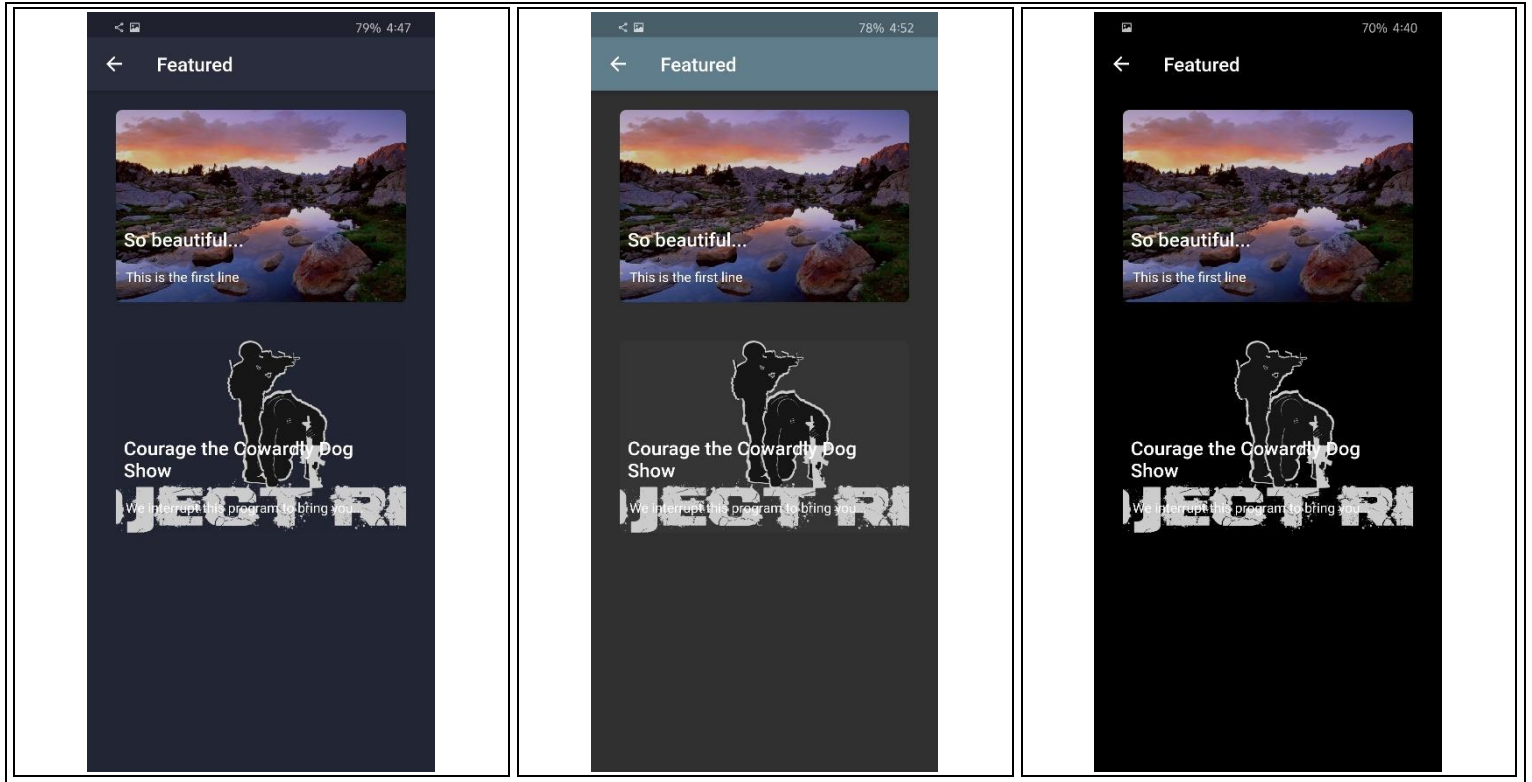 79% 4:47
Featured
So beautiful...
This is the first line
Courage the Cowardly Dog
Show
We interrupt this program to bring you...
JECT R
78% 4:52
Featured
So beautiful...
This is the first line
Courage the Cowardly Dog
Show
We interrupt this program to bring you...
JECT R
70% 4:40
Featured
So beautiful...
This is the first line
Courage the Cowardly Dog
Show
We interrupt this program to bring you...
JECT R